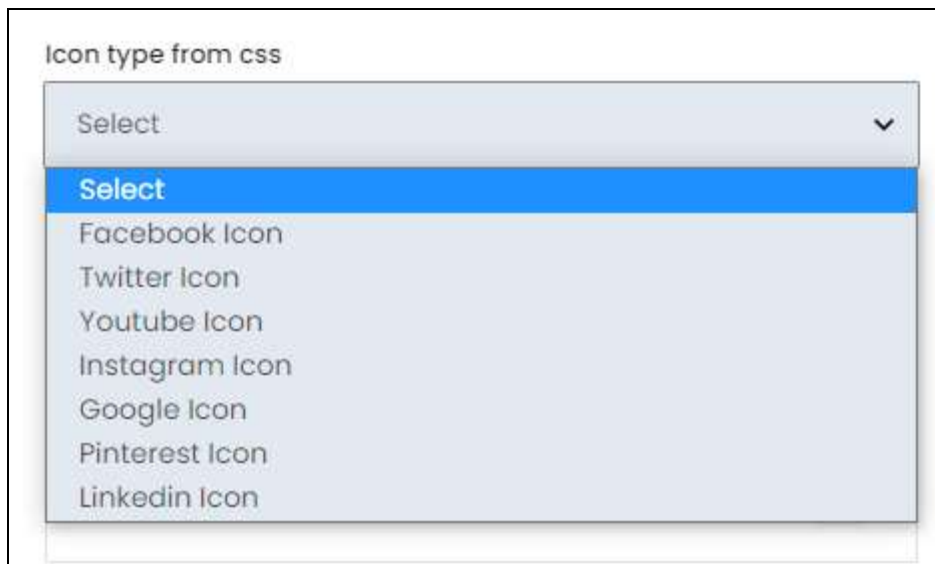 Icon type from css
Select
Select
Facebook Icon
Twitter Icon
Youtube Icon
Instagram Icon
Google Icon
Pinterest Icon
Linkedin Icon